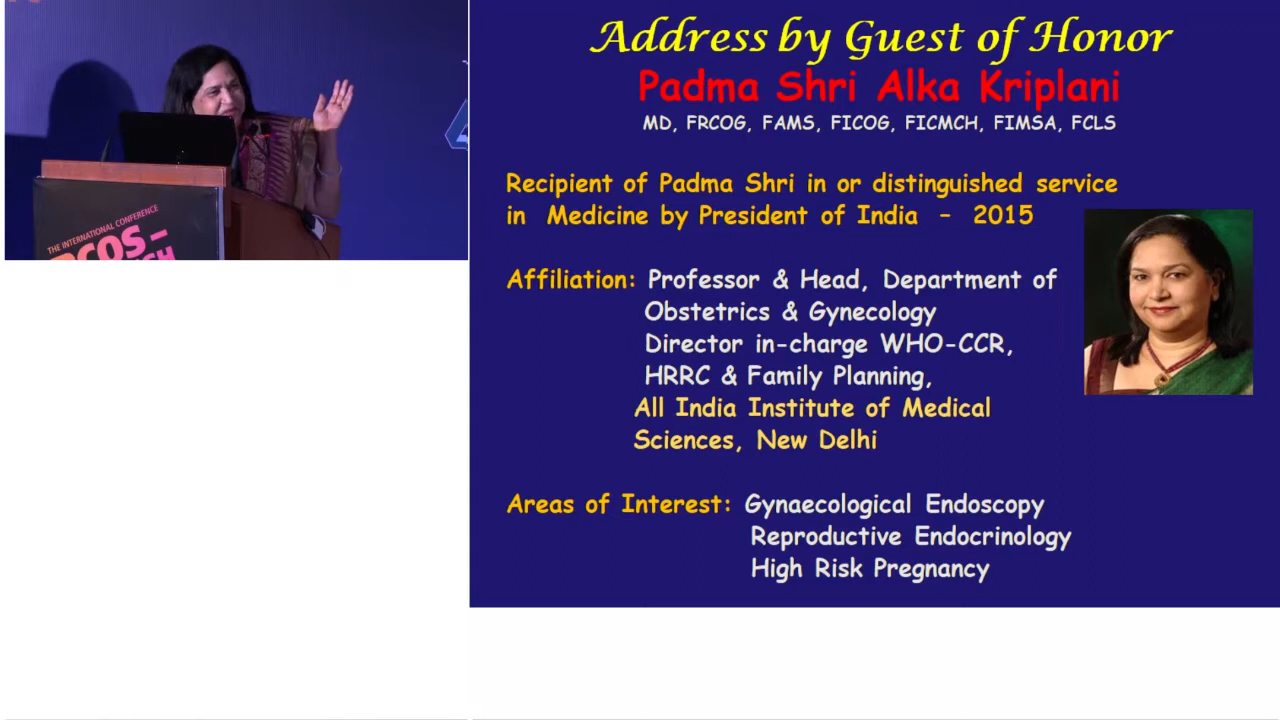 THE INTERNATIONAL CONFERENCE
PCOS –
Address by Guest of Honor
Padma Shri Alka Kriplani
MD, FRCOG, FAMS, FICOG, FICMCH, FIMSA, FCLS
Recipient of Padma Shri in or distinguished service
in Medicine by President of India – 2015
Affiliation: Professor & Head, Department of
Obstetrics & Gynecology
Director in-charge WHO-CCR,
HRRC & Family Planning,
All India Institute of Medical
Sciences, New Delhi
Areas of Interest: Gynaecological Endoscopy
Reproductive Endocrinology
High Risk Pregnancy